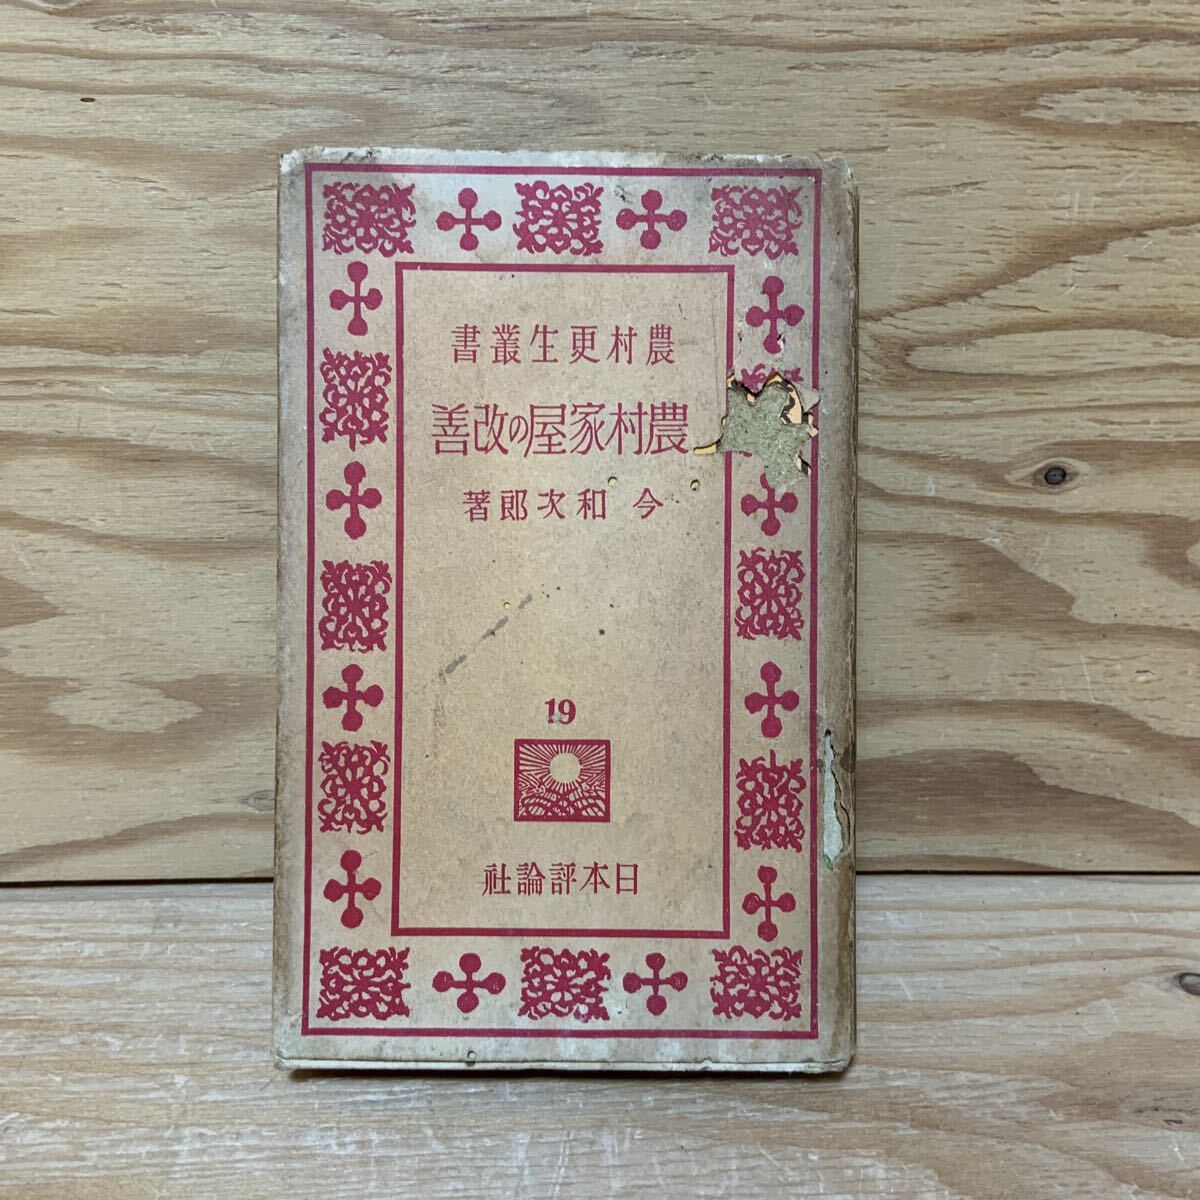 農村更生叢書
農村家屋の改善
今和次郎著
19
日本評論社